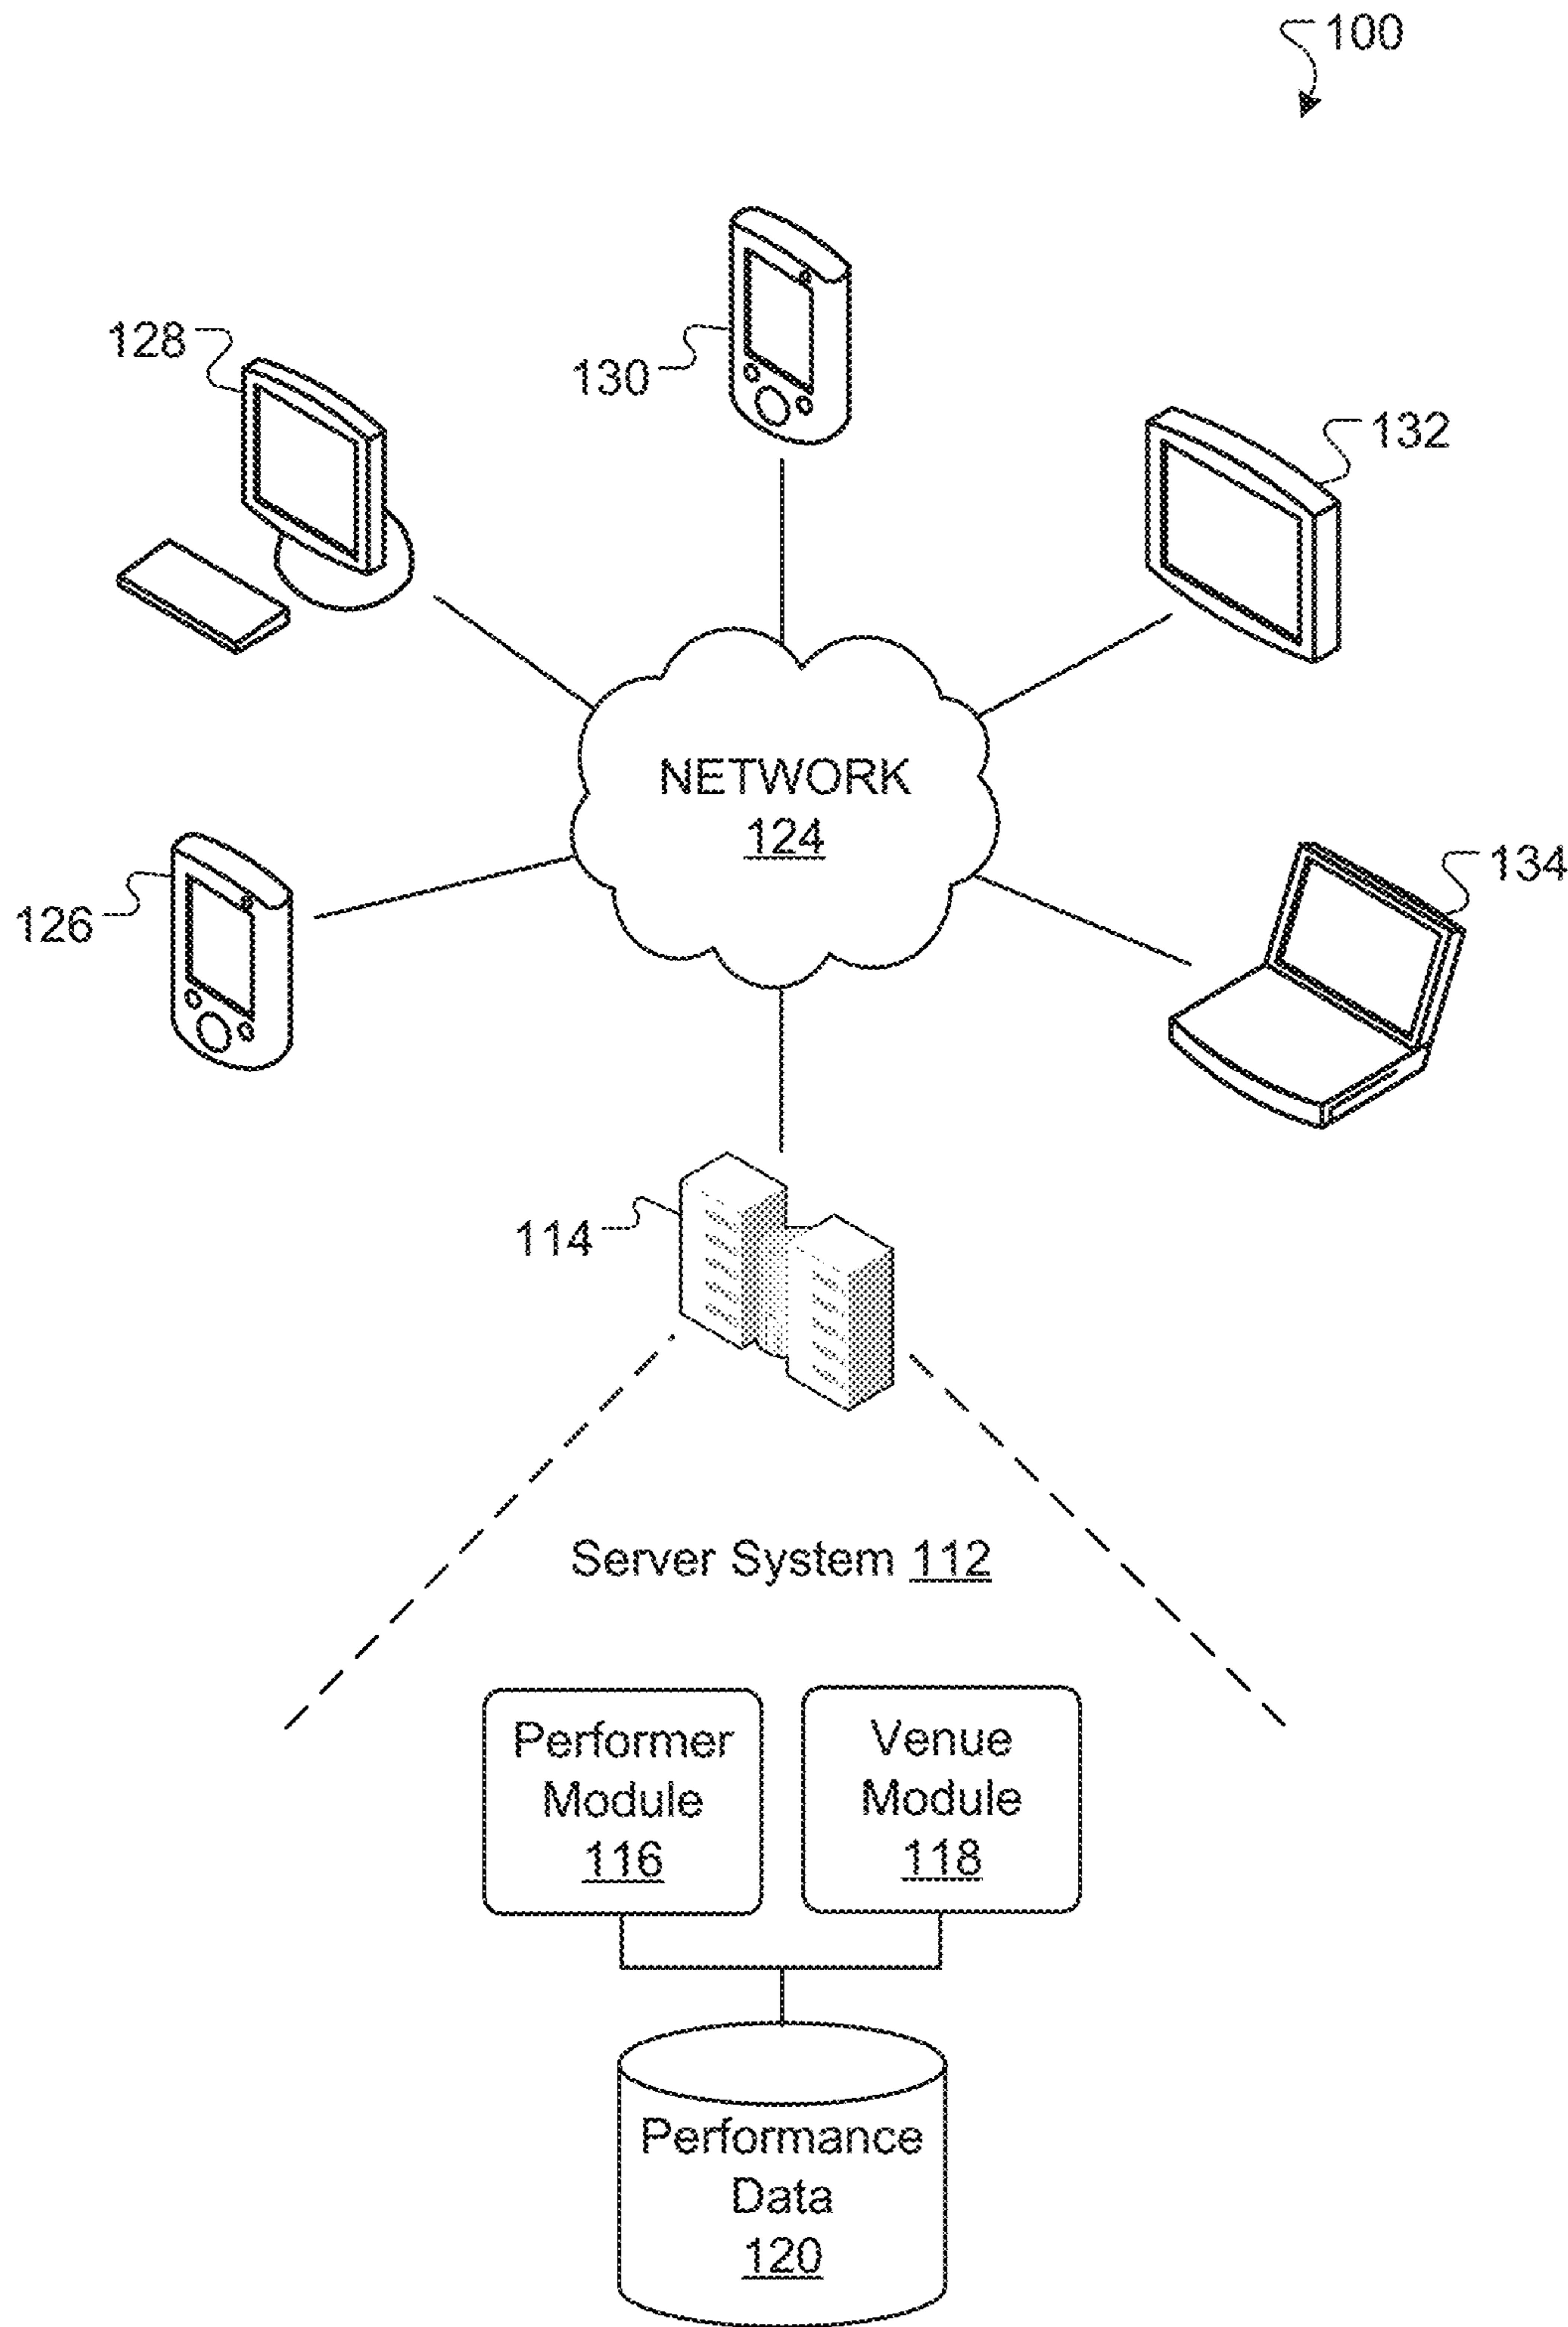 100
128
130
132
NETWORK
124
126
134
114
Server System 112
Performer
Module
116
Venue
Module
118
Performance
Data
120